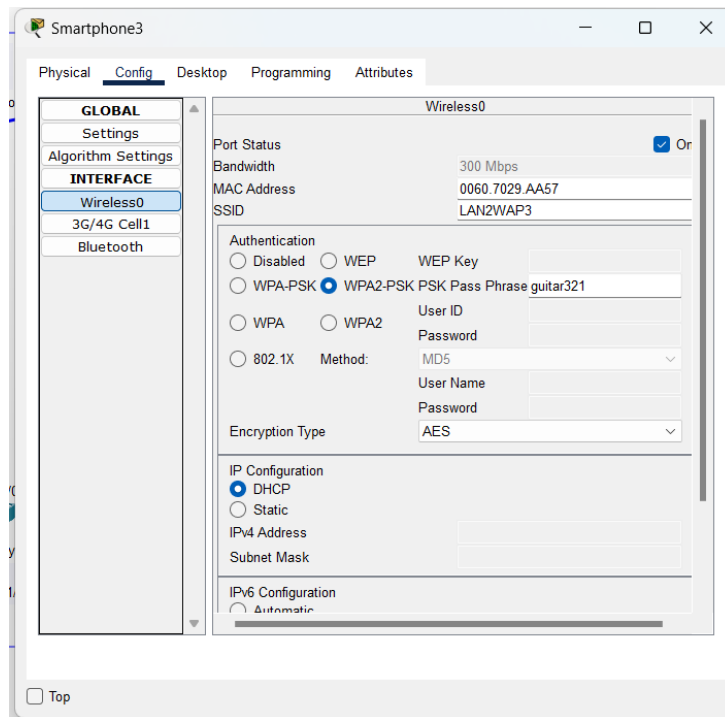 Smartphone3
Physical Config Desktop Programming Attributes
GLOBAL
Settings
Algorithm Settings
INTERFACE
Wireless0
3G/4G Cell1
Bluetooth
Wireless0
Port Status On
Bandwidth 300 Mbps
MAC Address 0060.7029.AA57
SSID LAN2WAP3
Authentication
Disabled WEP WEP Key
WPA-PSK WPA2-PSK PSK Pass Phrase guitar321
WPA WPA2 User ID
Password
802.1X Method: MD5
User Name
Password
Encryption Type AES
IP Configuration
DHCP
Static
IPv4 Address
Subnet Mask
IPv6 Configuration
Automatic
Top